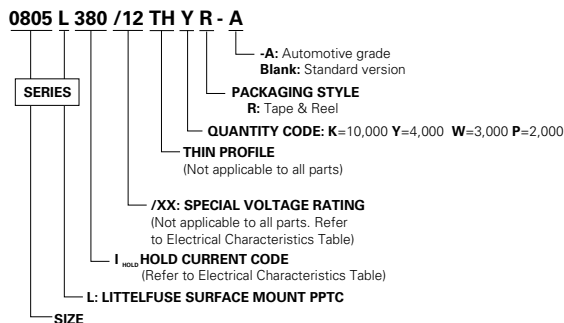 0805 L 380 /12 TH Y R - A
-A: Automotive grade
Blank: Standard version
SERIES
PACKAGING STYLE
R: Tape & Reel
QUANTITY CODE: K=10,000 Y=4,000 W=3,000 P=2,000
THIN PROFILE
(Not applicable to all parts)
/XX: SPECIAL VOLTAGE RATING
(Not applicable to all parts. Refer
to Electrical Characteristics Table)
I HOLD HOLD CURRENT CODE
(Refer to Electrical Characteristics Table)
L: LITTELFUSE SURFACE MOUNT PPTC
SIZE